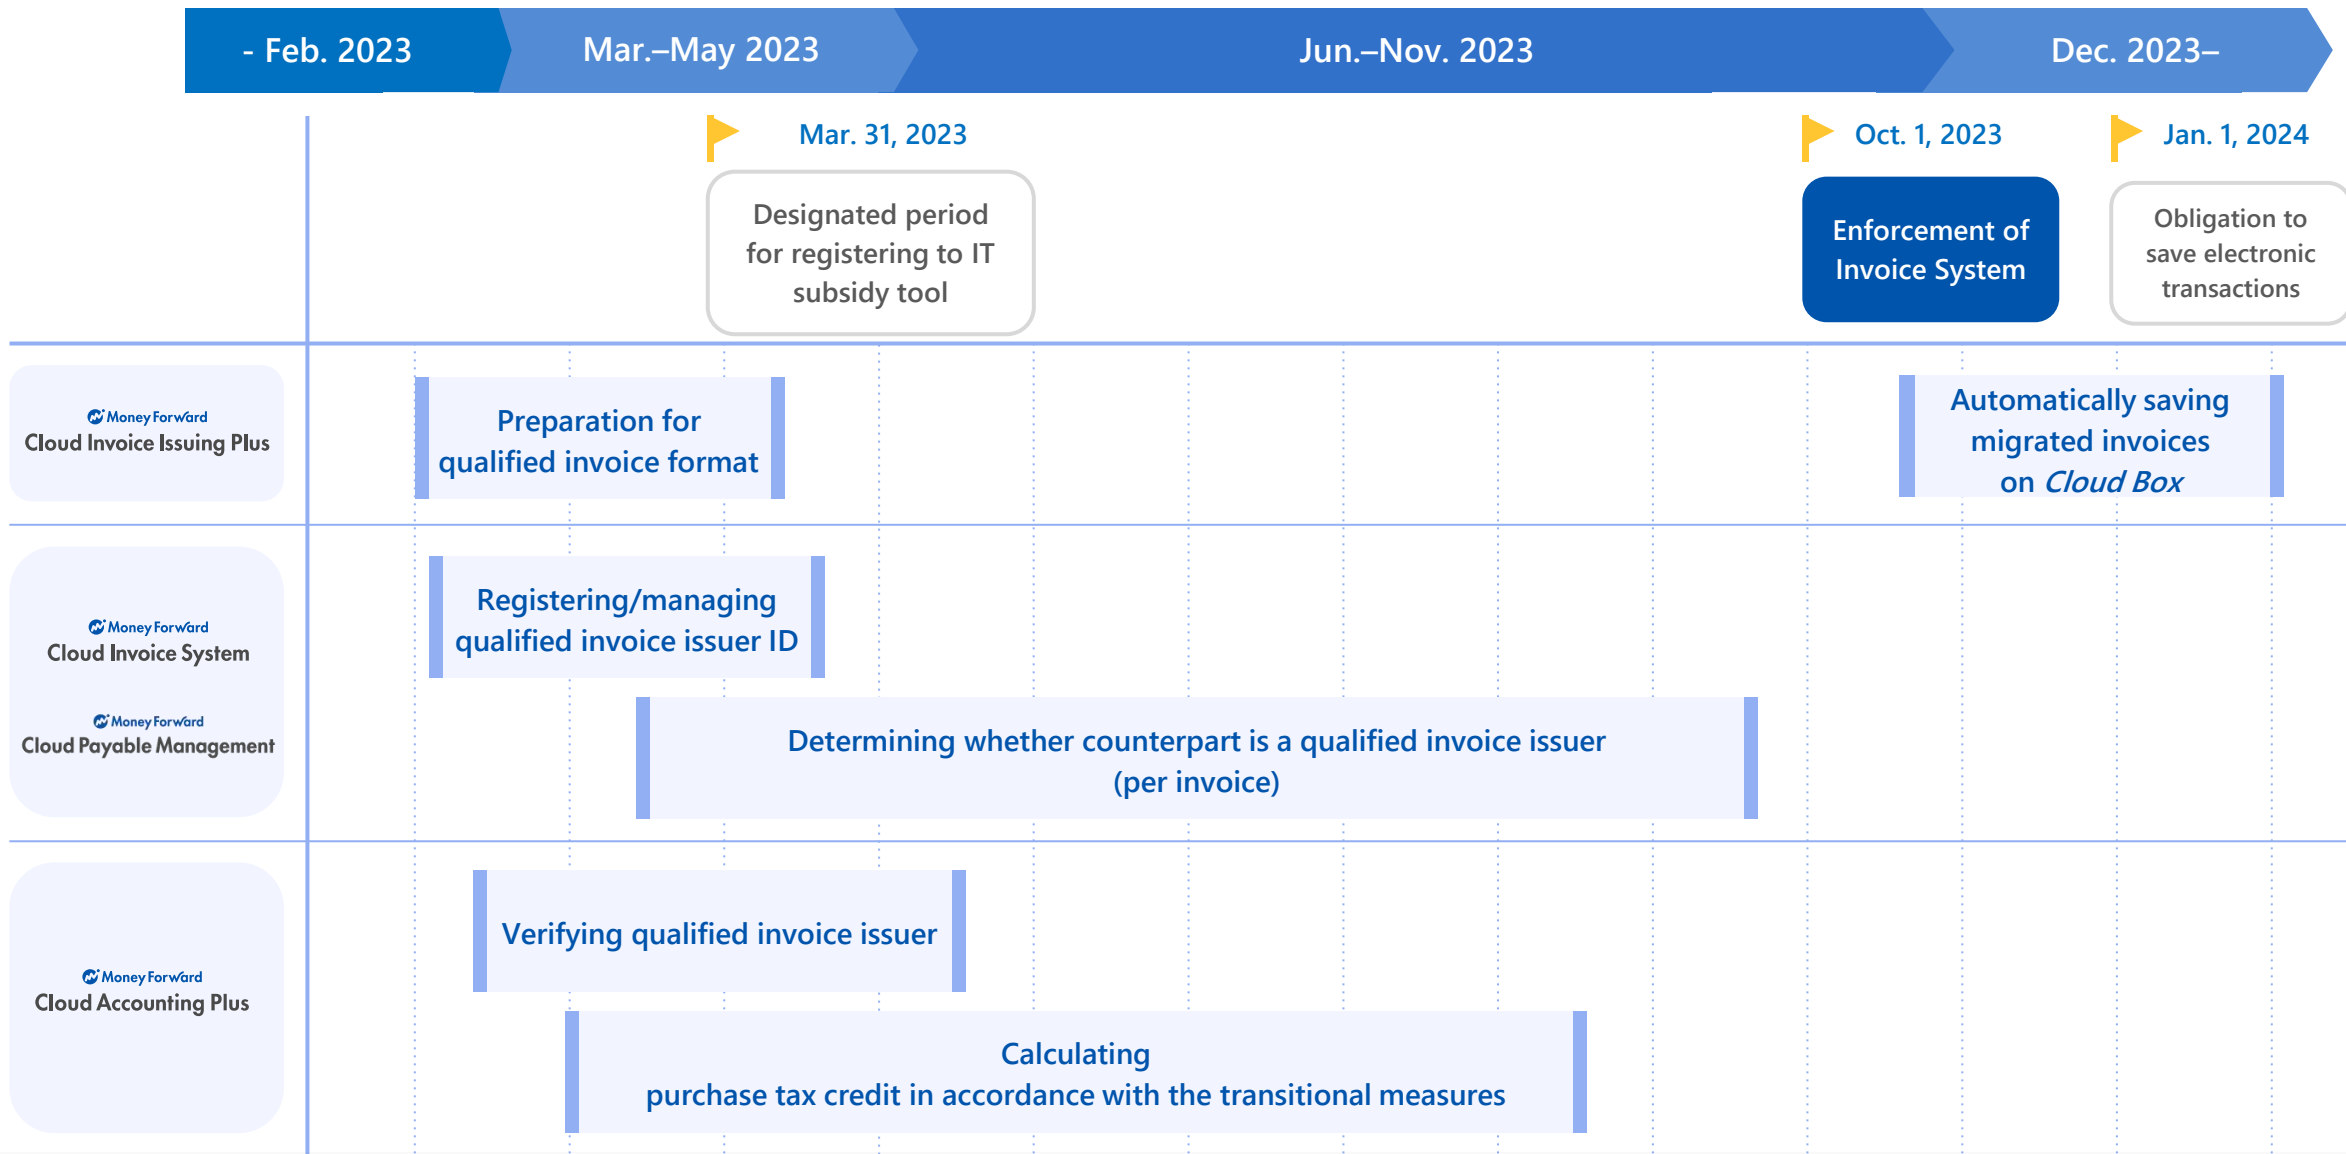 - Feb. 2023
Mar.–May 2023
Jun.–Nov. 2023
Dec. 2023–
Mar. 31, 2023
Oct. 1, 2023
Jan. 1, 2024
Designated period
for registering to IT
subsidy tool
Enforcement of
Invoice System
Obligation to
save electronic
transactions
Money Forward
Cloud Invoice Issuing Plus
Preparation for
qualified invoice format
Automatically saving
migrated invoices
on Cloud Box
Money Forward
Cloud Invoice System
Money Forward
Cloud Payable Management
Registering/managing
qualified invoice issuer ID
Determining whether counterpart is a qualified invoice issuer
(per invoice)
Money Forward
Cloud Accounting Plus
Verifying qualified invoice issuer
Calculating
purchase tax credit in accordance with the transitional measures